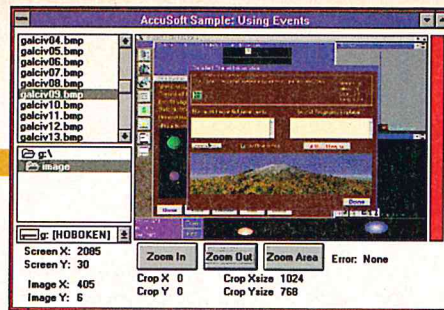 AccuSoft Sample: Using Events
galciv04.bmp
galciv05.bmp
galciv06.bmp
galciv07.bmp
galciv08.bmp
galciv09.bmp
galciv10.bmp
galciv11.bmp
galciv12.bmp
galciv13.bmp
g:\
image
g: [HOBOKEN]
Done
Screen X: 2085
Screen Y: 30
Image X: 405
Image Y: 6
Zoom In
Zoom Out
Zoom Area
Error: None
Crop X 0
Crop Xsize 1024
Crop Y 0
Crop Ysize 768